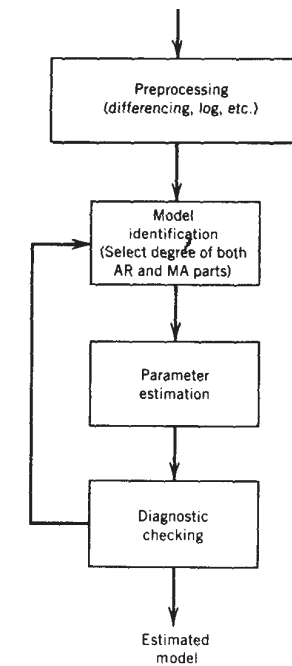 Preprocessing
(differencing, log, etc.)
Model
identification
(Select degree of both
AR and MA parts)
Parameter
estimation
Diagnostic
checking
Estimated
model